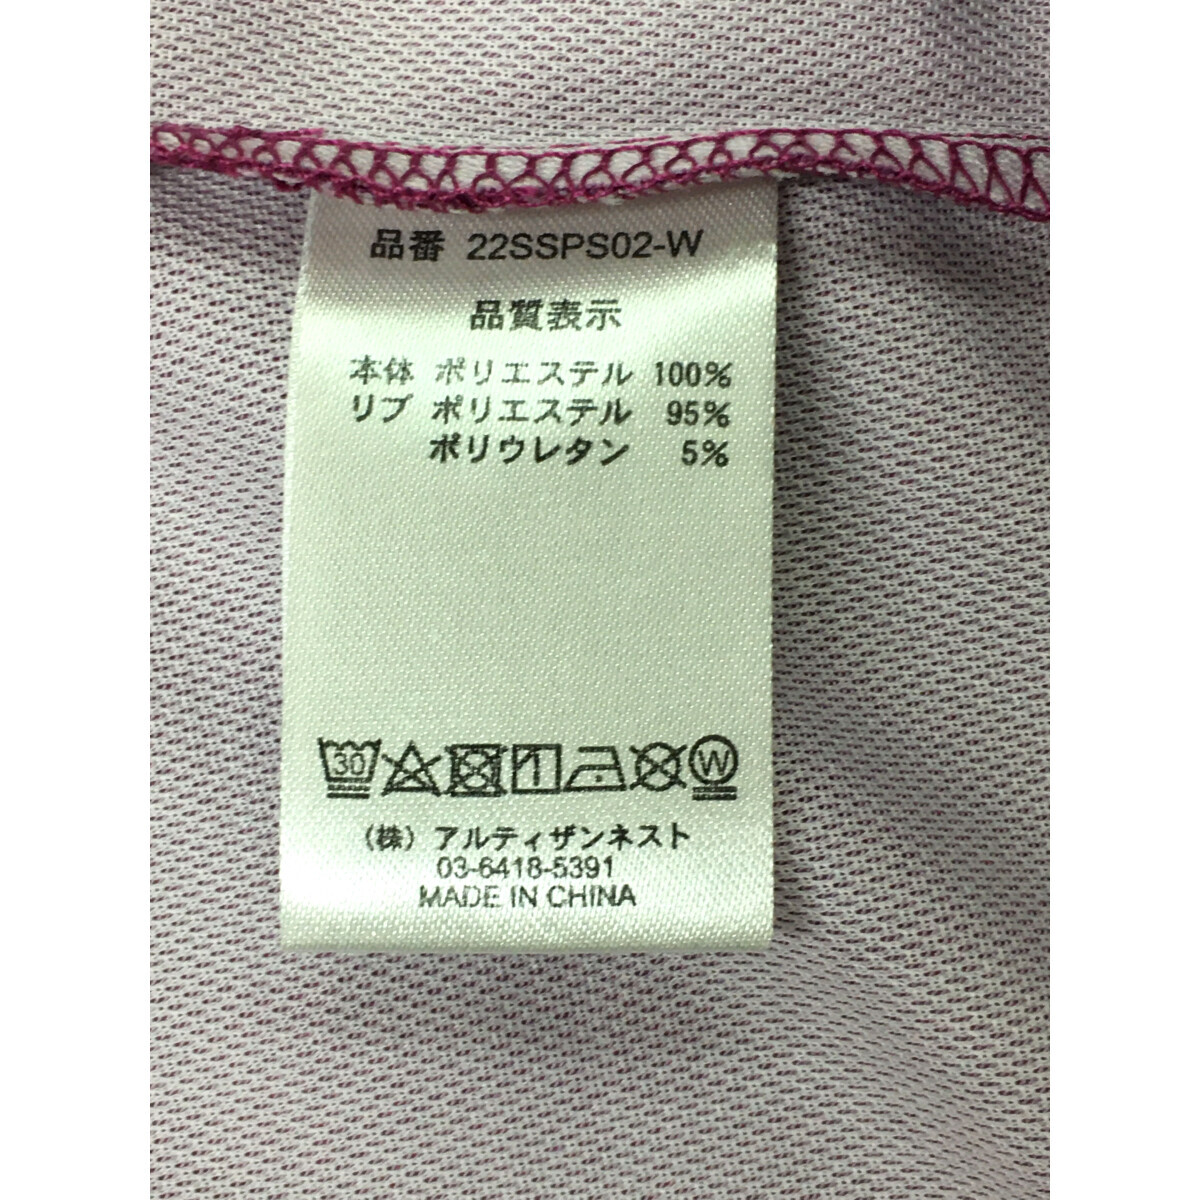 品番 22SSPS02-W
品質表示
本体 ポリエステル 100%
リブ ポリエステル 95%
ポリウレタン 5%
30 W
(株) アルティザンネスト
03-6418-5391
MADE IN CHINA